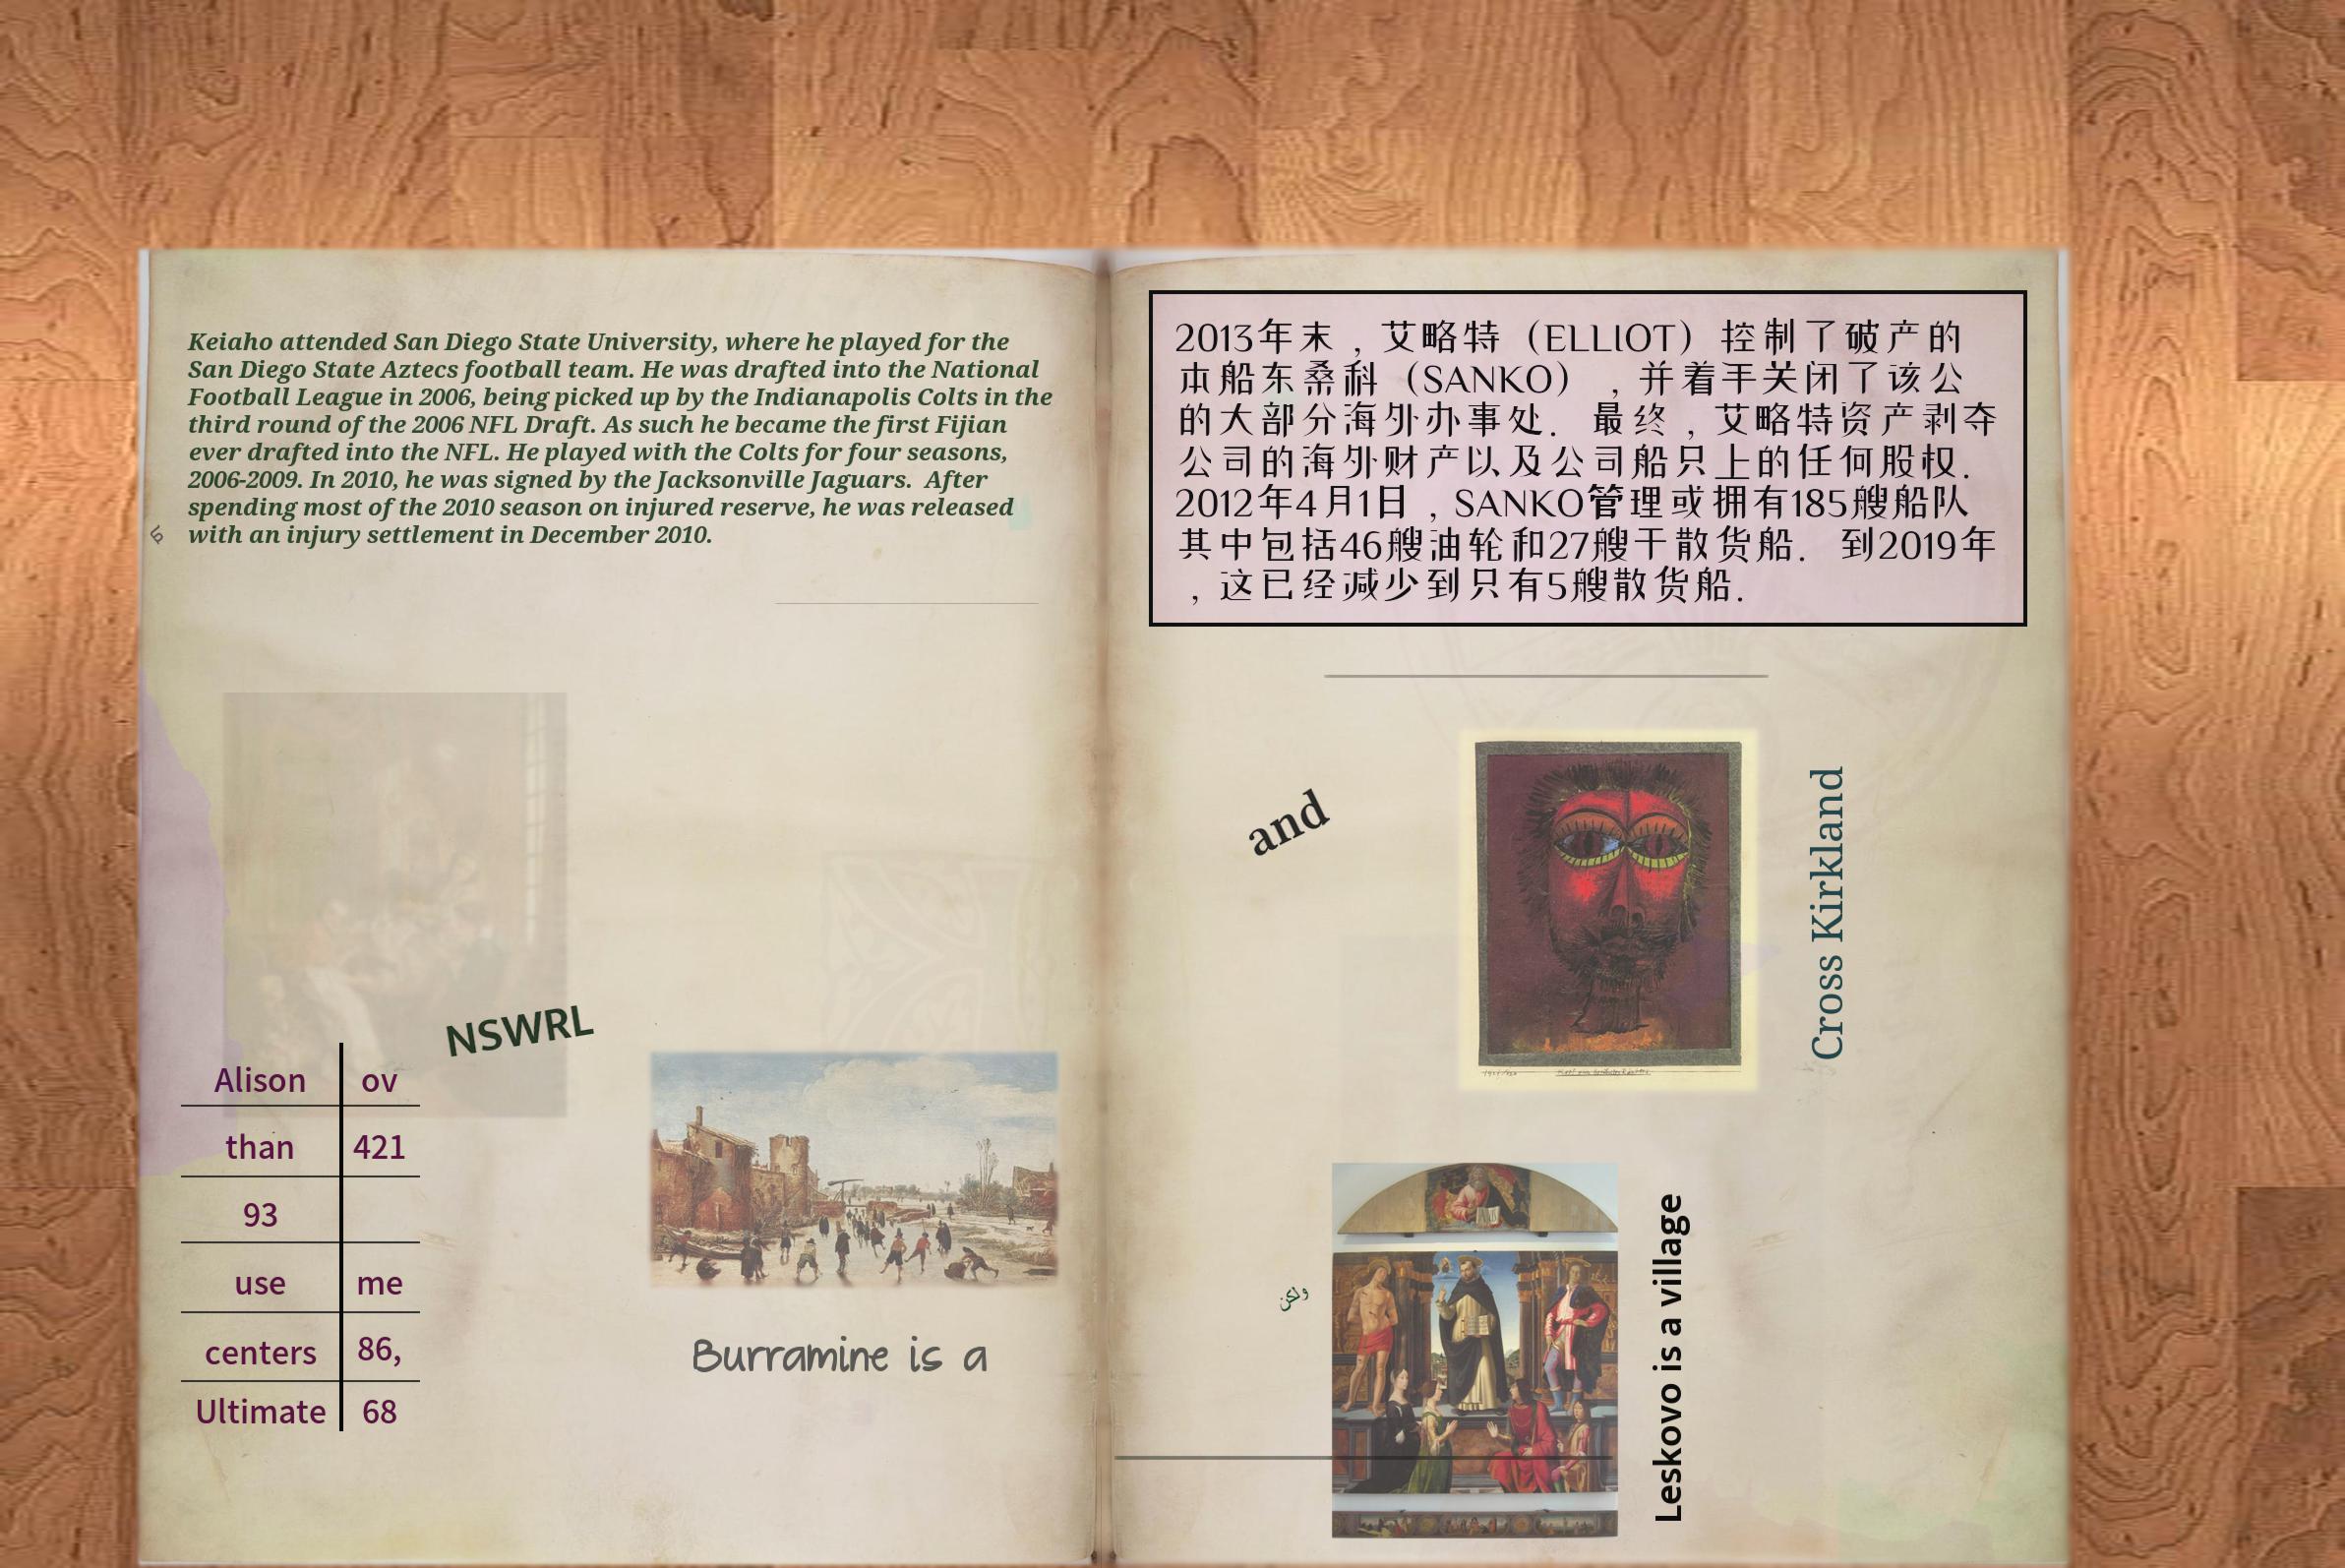 Keiaho attended San Diego State University, where he played for the
San Diego State Aztecs football team. He was drafted into the National
Football League in 2006, being picked up by the Indianapolis Colts in the
third round of the 2006 NFL Draft. As such he became the first Fijian
ever drafted into the NFL. He played with the Colts for four seasons,
2006-2009. In 2010, he was signed by the Jacksonville Jaguars.  After
spending most of the 2010 season on injured reserve, he was released
with an injury settlement in December 2010.
NSWRL
Alison ov
than 421
93
use me
centers 86,
Ultimate 68
Burramine is a
2013年末，艾略特（ELLIOT）控制了破产的
本船东桑科（SANKO），并着手关闭了该公
的大部分海外办事处． 最终，艾略特资产剥夺
公司的海外财产以及公司船只上的任何股权．
2012年4月1日，SANKO管理或拥有185艘船队
其中包括46艘油轮和27艘干散货船． 到2019年
，这已经减少到只有5艘散货船．
and
Cross Kirkland
ولكن
Leskovo is a village